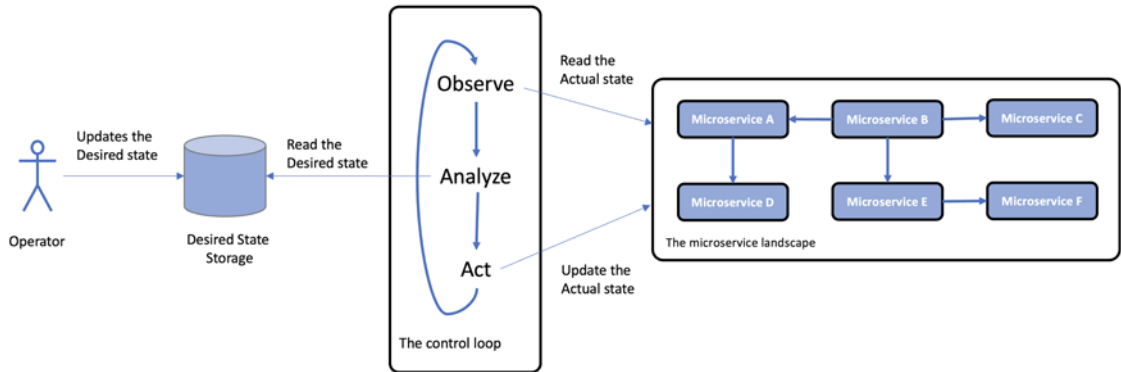 Operator
Updates the
Desired state
Desired State
Storage
Read the
Desired state
Observe
Analyze
Act
The control loop
Read the
Actual state
Update the
Actual state
Microservice A
Microservice B
Microservice C
Microservice D
Microservice E
Microservice F
The microservice landscape